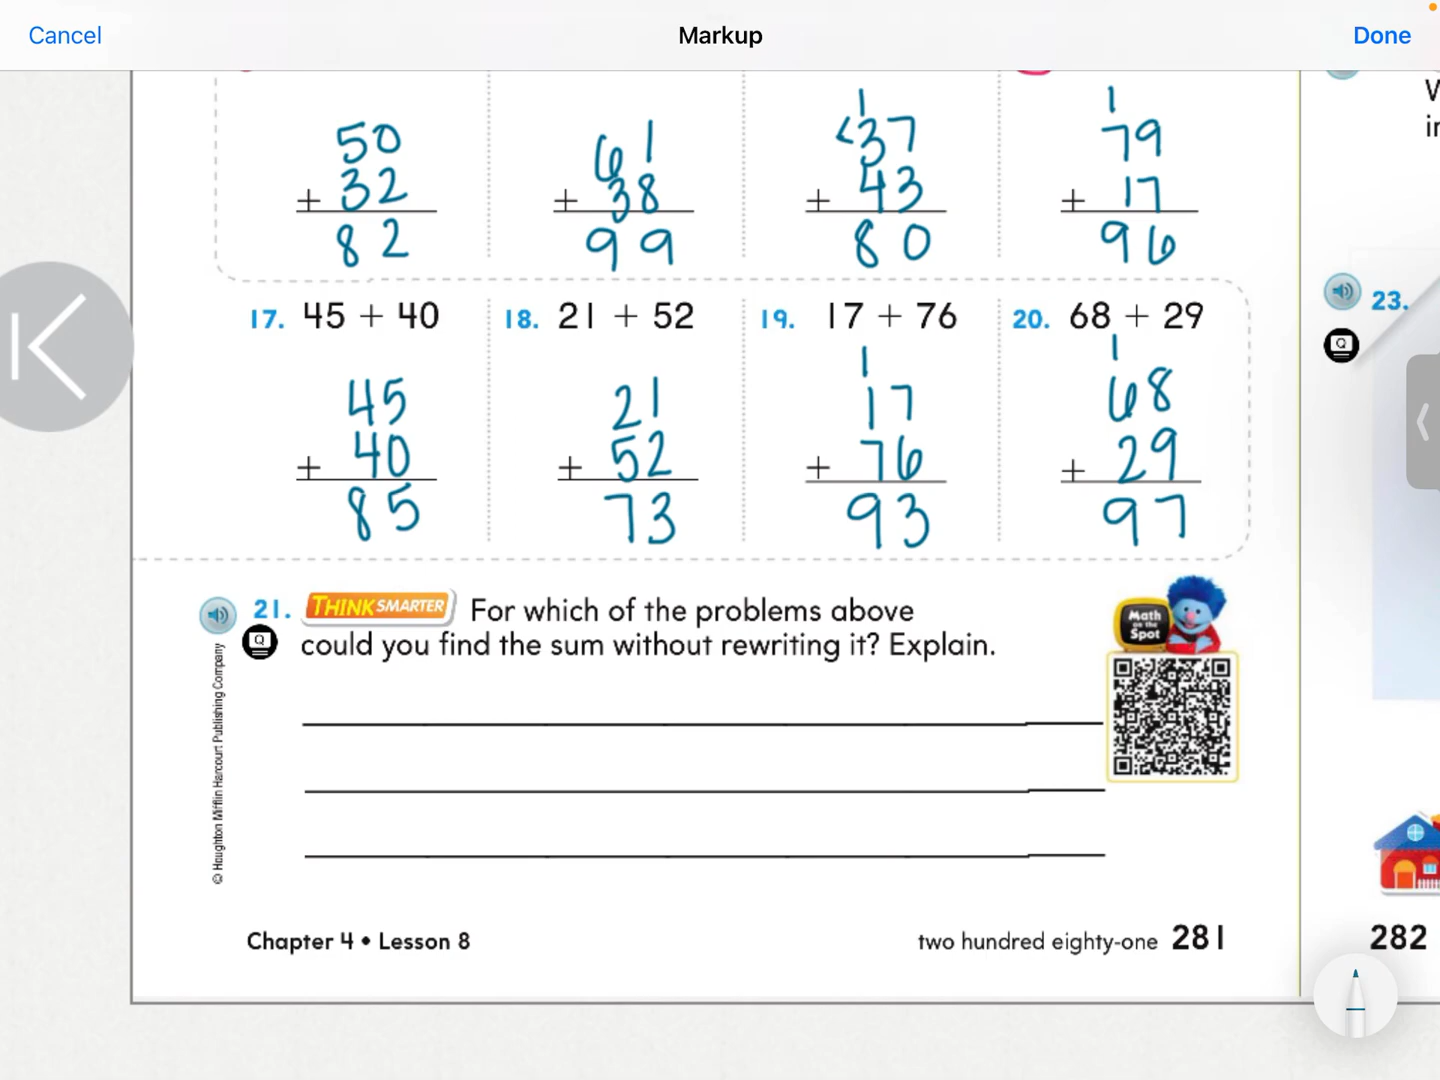 Cancel
Markup
Done
1
1
50
61
<37
79
+ 32
+ 38
+ 43
+ 17
82
99
80
96
17. 45 + 40
18. 21 + 52
19. 17 + 76
20. 68 + 29
1
1
45
21
17
68
+ 40
+ 52
+ 76
+ 29
85
73
93
97
21. THINK SMARTER For which of the problems above
could you find the sum without rewriting it? Explain.
Math
on the
Spot
Q
© Houghton Mifflin Harcourt Publishing Company
Chapter 4 • Lesson 8
two hundred eighty-one 281
23.
Q
282